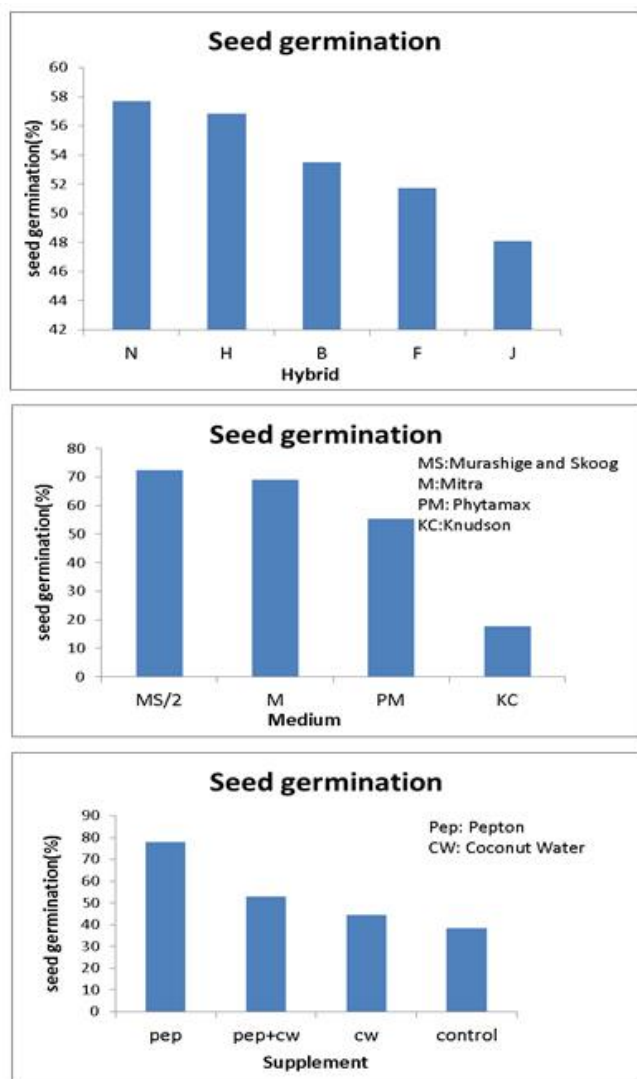 Seed germination
60
58
56
54
52
50
48
46
44
42
seed germination(%)
N H B F J
Hybrid
Seed germination
80
70
60
50
40
30
20
10
0
seed germination(%)
MS:Murashige and Skoog
M:Mitra
PM: Phytamax
KC:Knudson
MS/2 M PM KC
Medium
Seed germination
90
80
70
60
50
40
30
20
10
0
seed germination(%)
Pep: Pepton
CW: Coconut Water
pep pep+cw cw control
Supplement